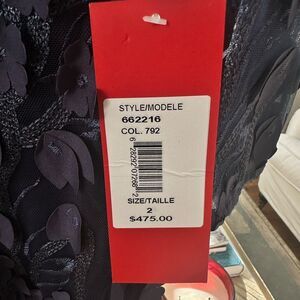 STYLE/MODELE
662216
COL. 792
SIZE/TAILLE
2
$475.00